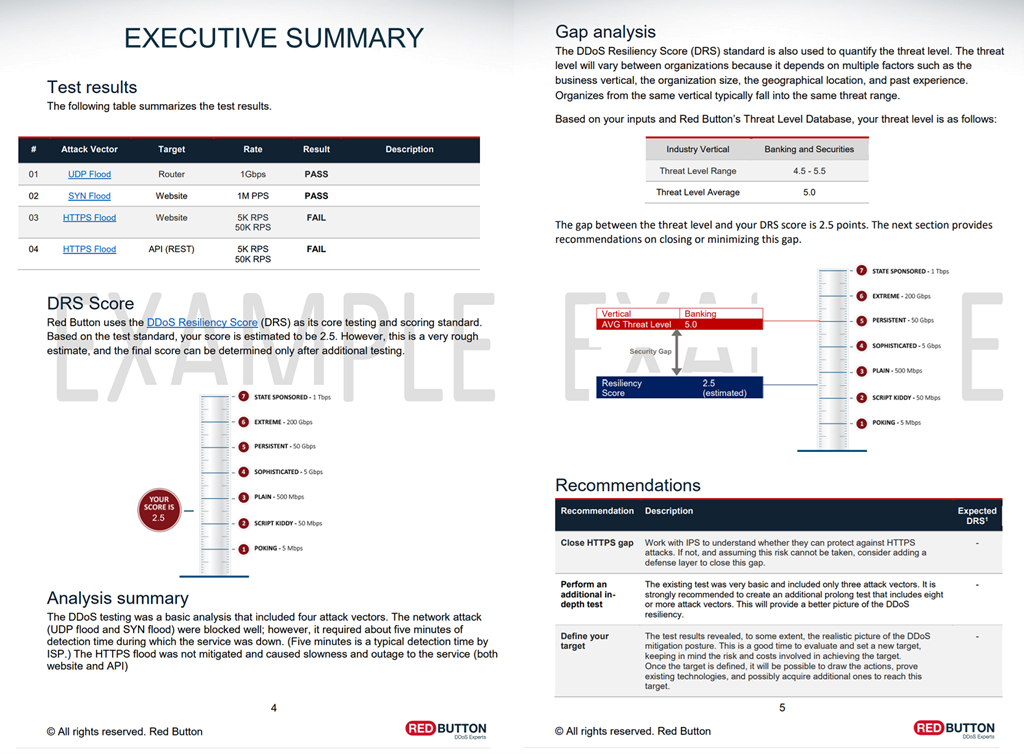 EXECUTIVE SUMMARY
Test results
The following table summarizes the test results.
# Attack Vector Target Rate Result Description
01 UDP Flood Router 1Gbps PASS
02 SYN Flood Website 1M PPS PASS
03 HTTPS Flood Website 5K RPS FAIL
50K RPS
04 HTTPS Flood API (REST) 5K RPS FAIL
50K RPS
EXAMPLE
DRS Score
Red Button uses the DDoS Resiliency Score (DRS) as its core testing and scoring standard.
Based on the test standard, your score is estimated to be 2.5. However, this is a very rough
estimate, and the final score can be determined only after additional testing.
7 STATE SPONSORED - 1 Tbps
6 EXTREME - 200 Gbps
5 PERSISTENT - 50 Gbps
4 SOPHISTICATED - 5 Gbps
3 PLAIN - 500 Mbps
YOUR
SCORE IS
2.5
2 SCRIPT KIDDY - 50 Mbps
1 POKING - 5 Mbps
Analysis summary
The DDoS testing was a basic analysis that included four attack vectors. The network attack
(UDP flood and SYN flood) were blocked well; however, it required about five minutes of
detection time during which the service was down. (Five minutes is a typical detection time by
ISP.) The HTTPS flood was not mitigated and caused slowness and outage to the service (both
website and API)
4
© All rights reserved. Red Button
RED BUTTON
DDoS Experts
Gap analysis
The DDoS Resiliency Score (DRS) standard is also used to quantify the threat level. The threat
level will vary between organizations because it depends on multiple factors such as the
business vertical, the organization size, the geographical location, and past experience.
Organizes from the same vertical typically fall into the same threat range.
Based on your inputs and Red Button's Threat Level Database, your threat level is as follows:
Industry Vertical Banking and Securities
Threat Level Range 4.5 - 5.5
Threat Level Average 5.0
The gap between the threat level and your DRS score is 2.5 points. The next section provides
recommendations on closing or minimizing this gap.
7 STATE SPONSORED - 1 Tbps
6 EXTREME - 200 Gbps
Vertical Banking
AVG Threat Level 5.0
5 PERSISTENT - 50 Gbps
4 SOPHISTICATED - 5 Gbps
Security Gap
3 PLAIN - 500 Mbps
Resiliency 2.5
Score (estimated)
2 SCRIPT KIDDY - 50 Mbps
1 POKING - 5 Mbps
Recommendations
Recommendation Description Expected
DRS¹
Close HTTPS gap Work with IPS to understand whether they can protect against HTTPS -
attacks. If not, and assuming this risk cannot be taken, consider adding a
defense layer to close this gap.
Perform an The existing test was very basic and included only three attack vectors. It is -
additional in- strongly recommended to create an additional prolong test that includes eight
depth test or more attack vectors. This will provide a better picture of the DDoS
resiliency.
Define your The test results revealed, to some extent, the realistic picture of the DDoS -
target mitigation posture. This is a good time to evaluate and set a new target,
keeping in mind the risk and costs involved in achieving the target.
Once the target is defined, it will be possible to draw the actions, prove
existing technologies, and possibly acquire additional ones to reach this
target.
5
© All rights reserved. Red Button
RED BUTTON
DDoS Experts